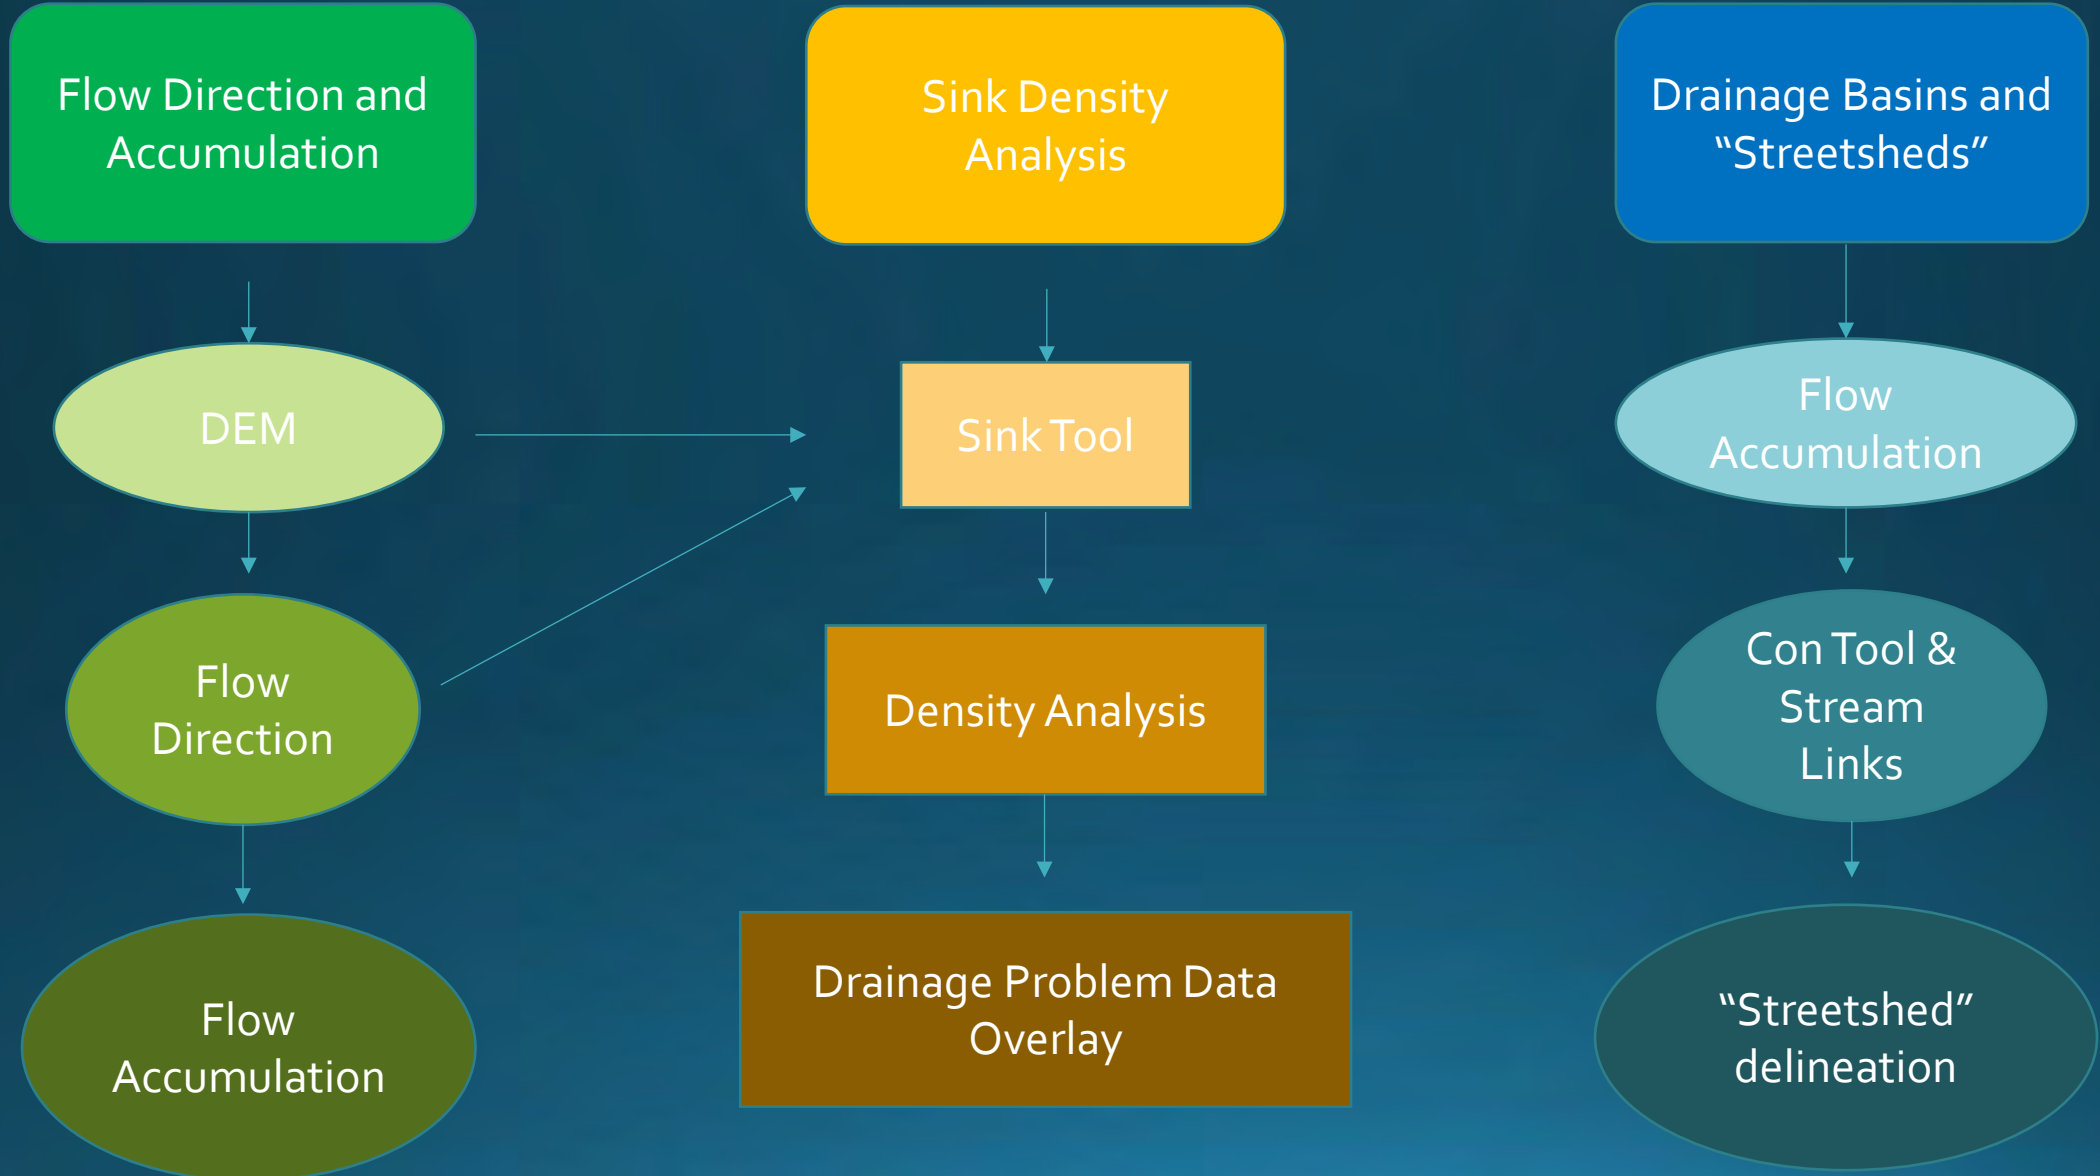 Flow Direction and
Accumulation
DEM
Flow
Direction
Flow
Accumulation
Sink Density
Analysis
Sink Tool
Density Analysis
Drainage Problem Data
Overlay
Drainage Basins and
“Streetsheds”
Flow
Accumulation
Con Tool &
Stream
Links
“Streetshed”
delineation